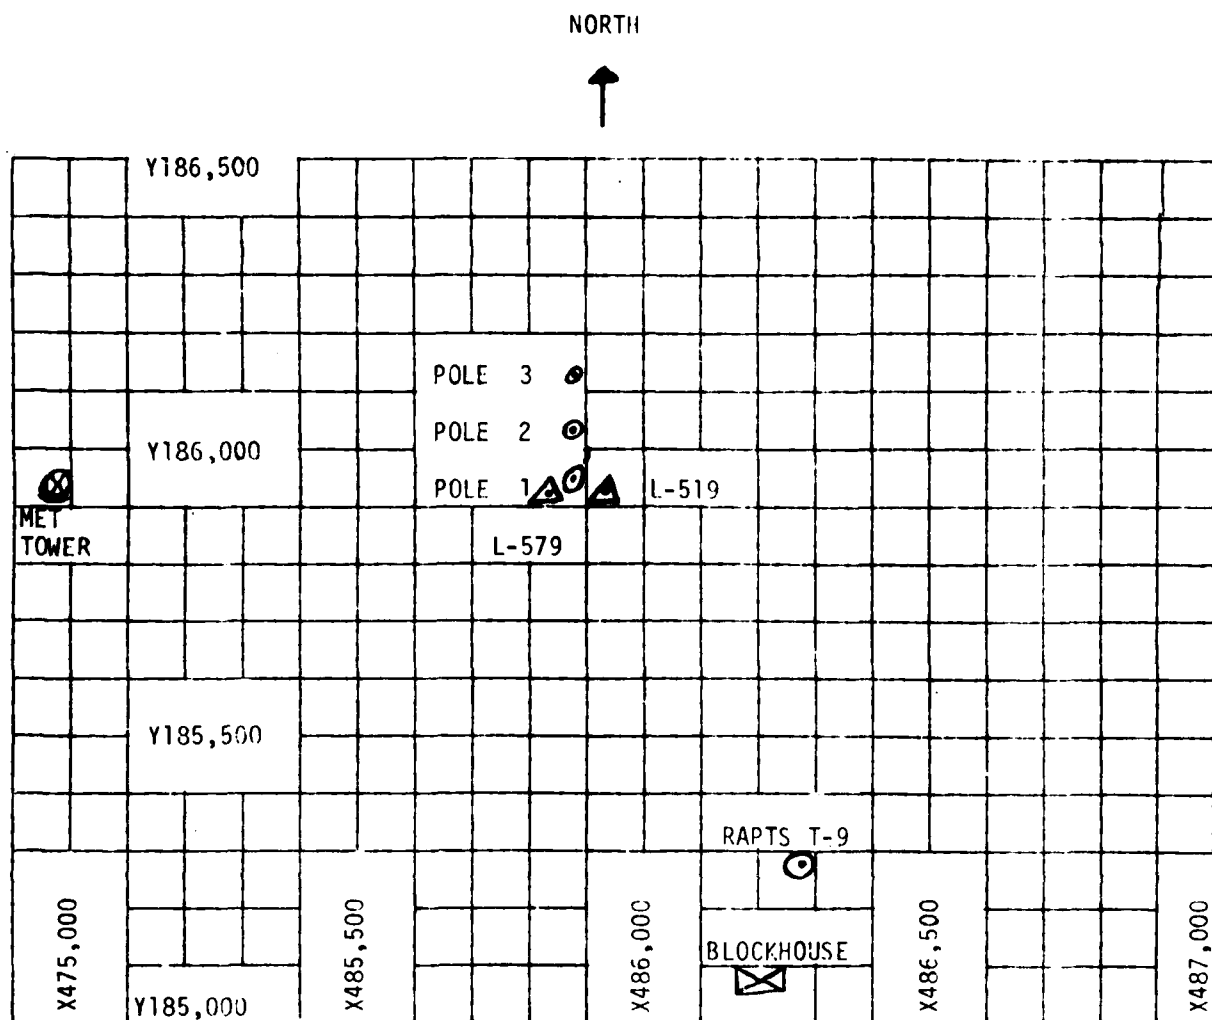 NORTH
Y186,500
POLE 3
POLE 2
Y186,000
POLE 1
L-519
MET
TOWER
L-579
Y185,500
RAPTS T-9
X475,000
X485,500
X486,000
BLOCKHOUSE
X486,500
X487,000
Y185,000